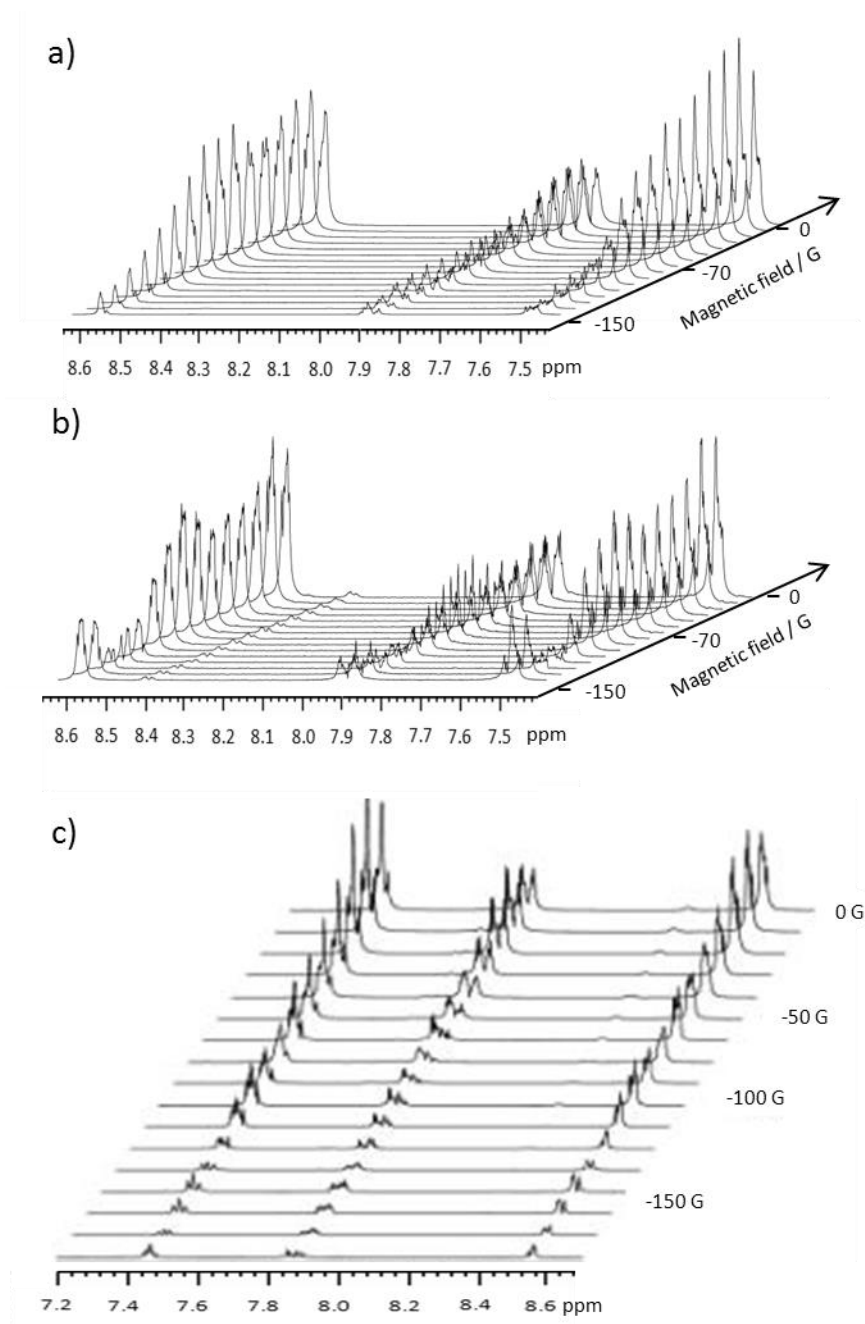 a)
0
-70
-150
Magnetic field / G
8.6 8.5 8.4 8.3 8.2 8.1 8.0 7.9 7.8 7.7 7.6 7.5 ppm
b)
0
-70
-150
Magnetic field / G
8.6 8.5 8.4 8.3 8.2 8.1 8.0 7.9 7.8 7.7 7.6 7.5 ppm
c)
0 G
-50 G
-100 G
-150 G
7.2 7.4 7.6 7.8 8.0 8.2 8.4 8.6 ppm